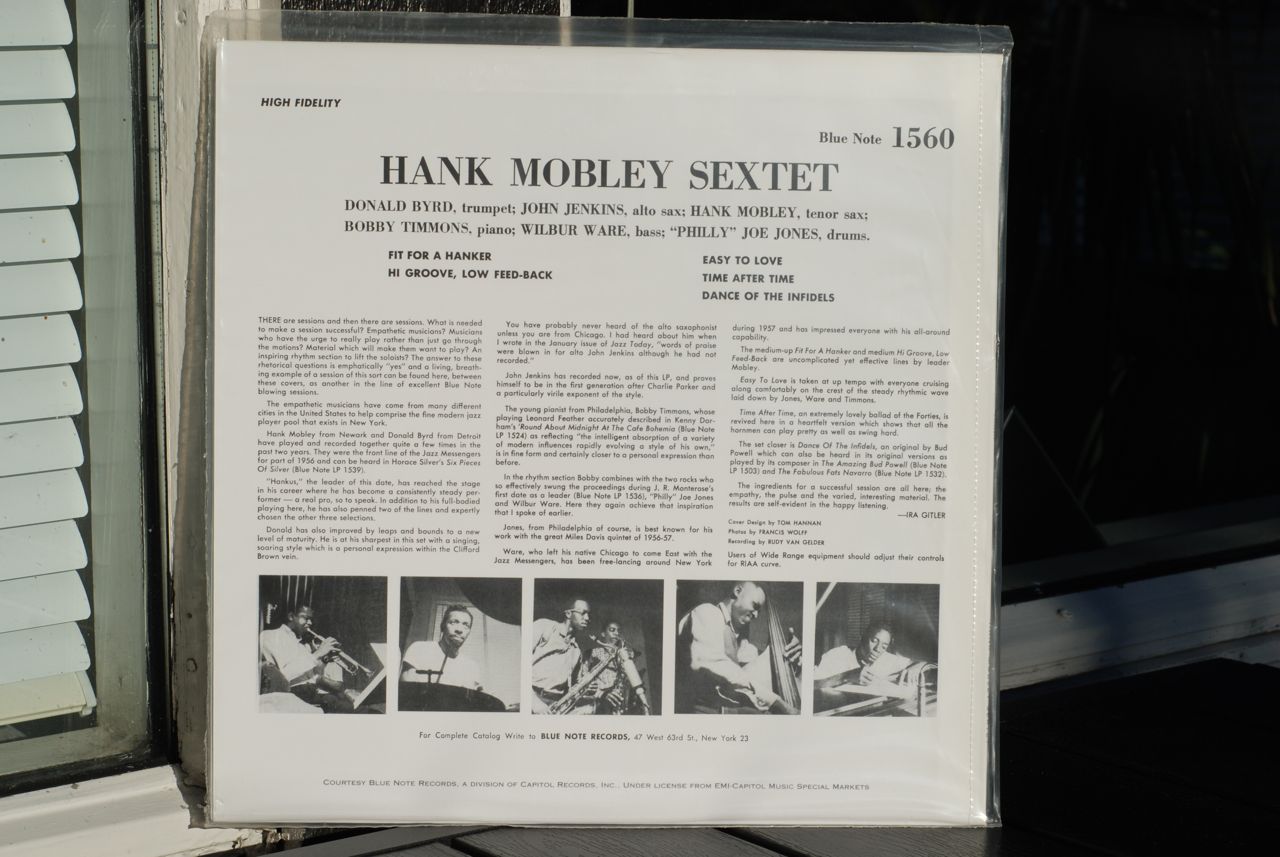 HIGH FIDELITY
Blue Note 1560
HANK MOBLEY SEXTET
DONALD BYRD, trumpet; JOHN JENKINS, alto sax; HANK MOBLEY, tenor sax;
BOBBY TIMMONS, piano; WILBUR WARE, bass; "PHILLY" JOE JONES, drums.
FIT FOR A HANKER
HI GROOVE, LOW FEED-BACK
EASY TO LOVE
TIME AFTER TIME
DANCE OF THE INFIDELS
THERE are sessions and then there are sessions. What is needed
to make a session successful? Empathetic musicians? Musicians
who have the urge to really play rather than just go through
the motions? Material which will make them want to play? An
inspiring rhythm section to lift the soloists? The answer to these
rhetorical questions is emphatically "yes" and a living, breath-
ing example of a session of this sort can be found here, between
these covers, as another in the line of excellent Blue Note
blowing sessions.
The empathetic musicians have come from many different
cities in the United States to help comprise the fine modern jazz
player pool that exists in New York.
Hank Mobley from Newark and Donald Byrd from Detroit
have played and recorded together quite a few times in the
past two years. They were the front line of the Jazz Messengers
for part of 1956 and can be heard in Horace Silver's Six Pieces
Of Silver (Blue Note LP 1539).
"Hankus," the leader of this date, has reached the stage
in his career where he has become a consistently steady per-
former — a real pro, so to speak. In addition to his full-bodied
playing here, he has also penned two of the lines and expertly
chosen the other three selections.
Donald has also improved by leaps and bounds to a new
level of maturity. He is at his sharpest in this set with a singing,
soaring style which is a personal expression within the Clifford
Brown vein.
You have probably never heard of the alto saxophonist
unless you are from Chicago. I had heard about him when
I wrote in the January issue of Jazz Today, "words of praise
were blown in for alto John Jenkins although he had not
recorded."
John Jenkins has recorded now, as of this LP, and proves
himself to be in the first generation after Charlie Parker and
a particularly virile exponent of the style.
The young pianist from Philadelphia, Bobby Timmons, whose
playing Leonard Feather accurately described in Kenny Dor-
ham's 'Round About Midnight At The Cafe Bohemia (Blue Note
LP 1524) as reflecting "the intelligent absorption of a variety
of modern influences rapidly evolving a style of his own,"
is in fine form and certainly closer to a personal expression than
before.
In the rhythm section Bobby combines with the two rocks who
so effectively swung the proceedings during J. R. Monterose's
first date as a leader (Blue Note LP 1536), "Philly" Joe Jones
and Wilbur Ware. Here they again achieve that inspiration
that I spoke of earlier.
Jones, from Philadelphia of course, is best known for his
work with the great Miles Davis quintet of 1956-57.
Ware, who left his native Chicago to come East with the
Jazz Messengers, has been free-lancing around New York
during 1957 and has impressed everyone with his all-around
capability.
The medium-up Fit For A Hanker and medium Hi Groove, Low
Feed-Back are uncomplicated yet effective lines by leader
Mobley.
Easy To Love is taken at up tempo with everyone cruising
along comfortably on the crest of the steady rhythmic wave
laid down by Jones, Ware and Timmons.
Time After Time, an extremely lovely ballad of the Forties, is
revived here in a heartfelt version which shows that all the
hornmen can play pretty as well as swing hard.
The set closer is Dance Of The Infidels, an original by Bud
Powell which can also be heard in its original versions as
played by its composer in The Amazing Bud Powell (Blue Note
LP 1503) and The Fabulous Fats Navarro (Blue Note LP 1532).
The ingredients for a successful session are all here; the
empathy, the pulse and the varied, interesting material. The
results are self-evident in the happy listening.
—IRA GITLER
Cover Design by TOM HANNAN
Photos by FRANCIS WOLFF
Recording by RUDY VAN GELDER
Users of Wide Range equipment should adjust their controls
for RIAA curve.
For Complete Catalog Write to BLUE NOTE RECORDS, 47 West 63rd St., New York 23
COURTESY BLUE NOTE RECORDS, A DIVISION OF CAPITOL RECORDS, INC., UNDER LICENSE FROM EMI-CAPITOL MUSIC SPECIAL MARKETS